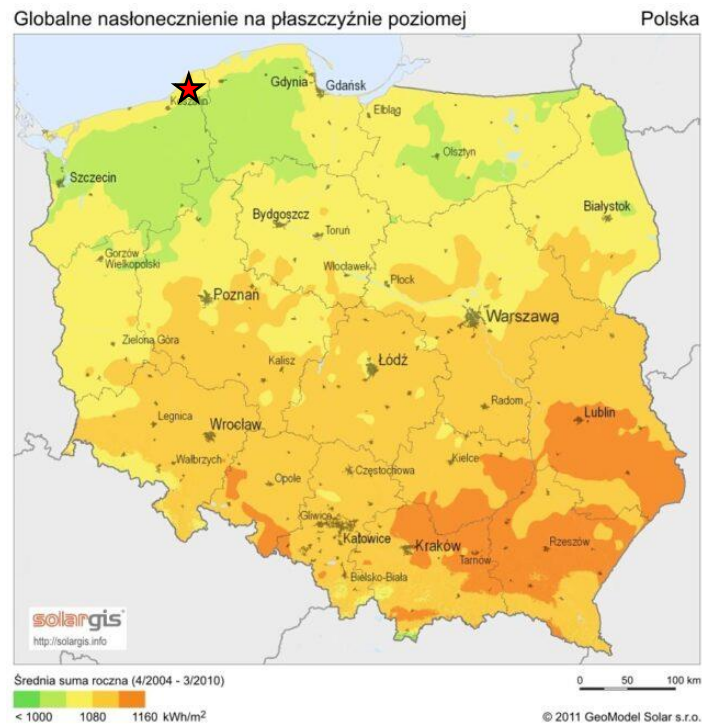 Globalne nasłonecznienie na płaszczyźnie poziomej
Polska
Gdynia
Gdańsk
Koszalin
Elbląg
Olsztyn
Szczecin
Białystok
Bydgoszcz
Toruń
Gorzów
Wielkopolski
Włocławek
Płock
Poznań
Warszawa
Zielona Góra
Kalisz
Łódź
Radom
Lublin
Legnica
Wrocław
Kielce
Wałbrzych
Częstochowa
Opole
Gliwice
Katowice
Kraków
Tarnów
Rzeszów
Bielsko-Biała
solargis
http://solargis.info
Średnia suma roczna (4/2004 - 3/2010)
0 50 100 km
< 1000 1080 1160 kWh/m²
© 2011 GeoModel Solar s.r.o.